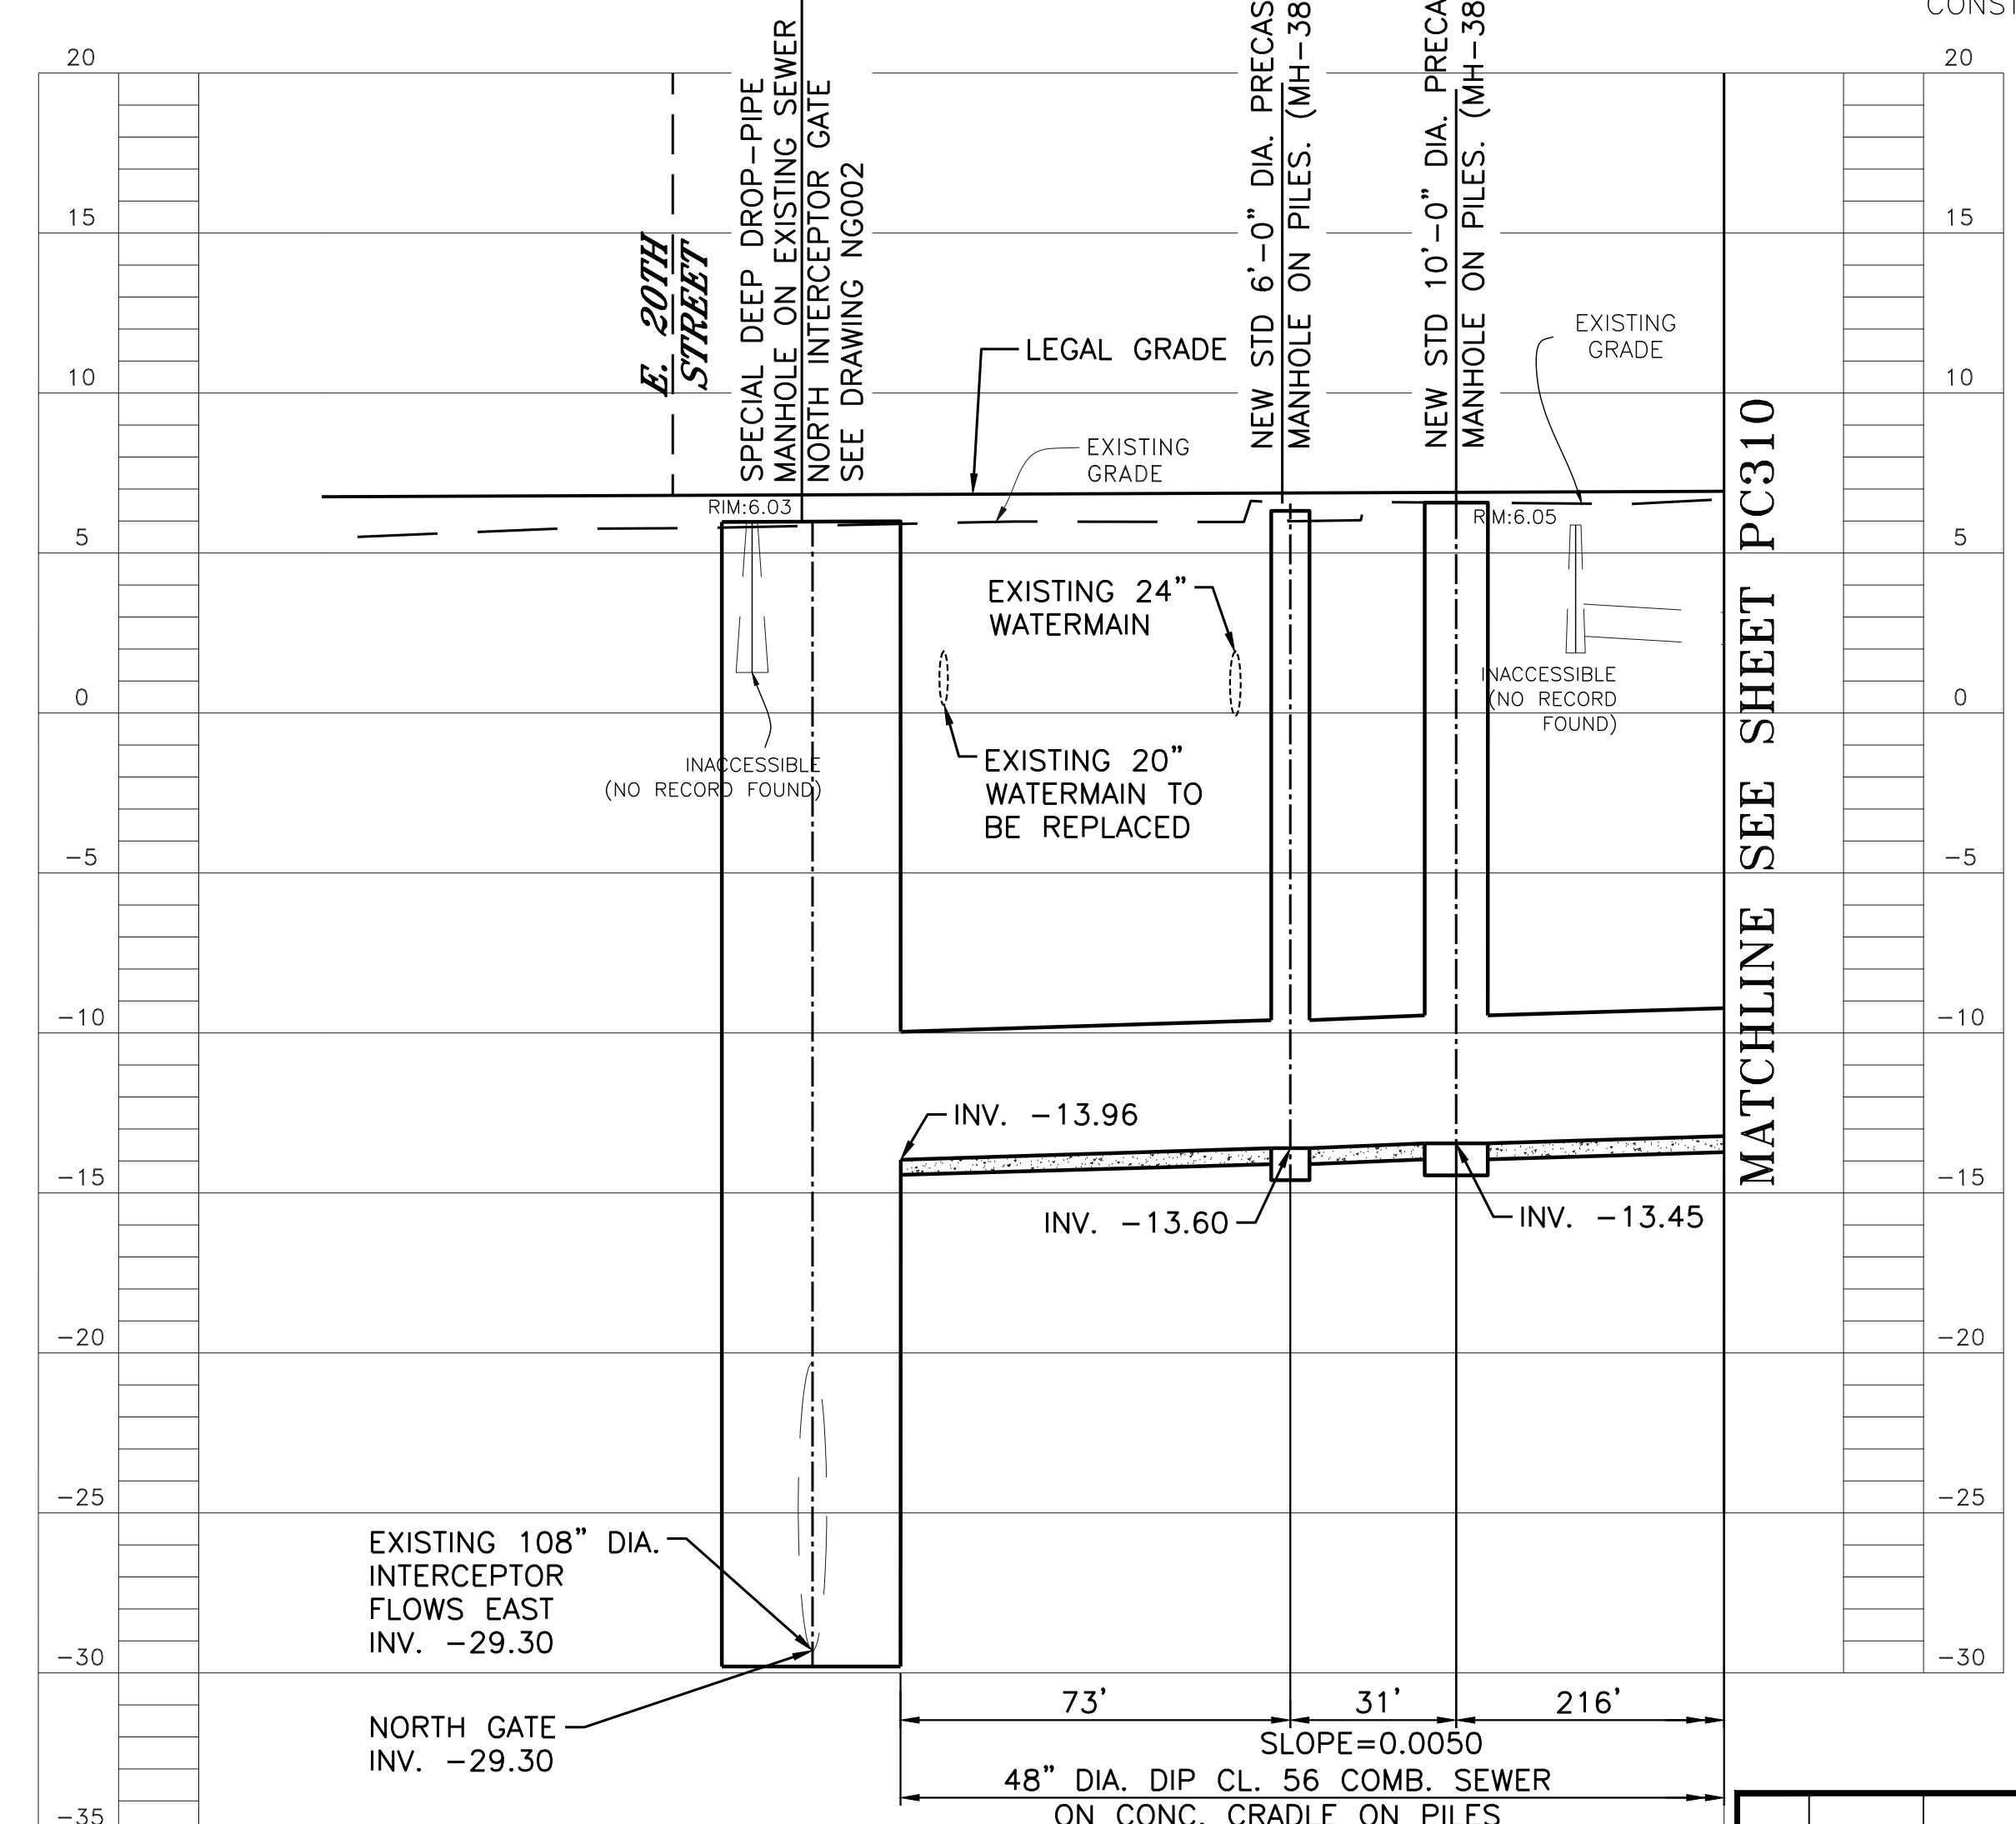 CONST
20
15
10
5
0
-5
-10
-15
-20
-25
-30
-35
E. 20TH
STREET
SPECIAL DEEP DROP-PIPE
MANHOLE ON EXISTING SEWER
NORTH INTERCEPTOR GATE
SEE DRAWING NG002
NEW STD 6'-0" DIA. PRECAS
MANHOLE ON PILES. (MH-38
NEW STD 10'-0" DIA. PRECA
MANHOLE ON PILES. (MH-38
LEGAL GRADE
EXISTING
GRADE
EXISTING
GRADE
RIM:6.03
RIM:6.05
EXISTING 24"
WATERMAIN
EXISTING 20"
WATERMAIN TO
BE REPLACED
INACCESSIBLE
(NO RECORD FOUND)
INACCESSIBLE
(NO RECORD
FOUND)
INV. -13.96
INV. -13.60
INV. -13.45
EXISTING 108" DIA.
INTERCEPTOR
FLOWS EAST
INV. -29.30
NORTH GATE
INV. -29.30
73'
31'
216'
SLOPE=0.0050
48" DIA. DIP CL. 56 COMB. SEWER
ON CONC. CRADLE ON PILES
MATCHLINE SEE SHEET PC310
20
15
10
5
0
-5
-10
-15
-20
-25
-30